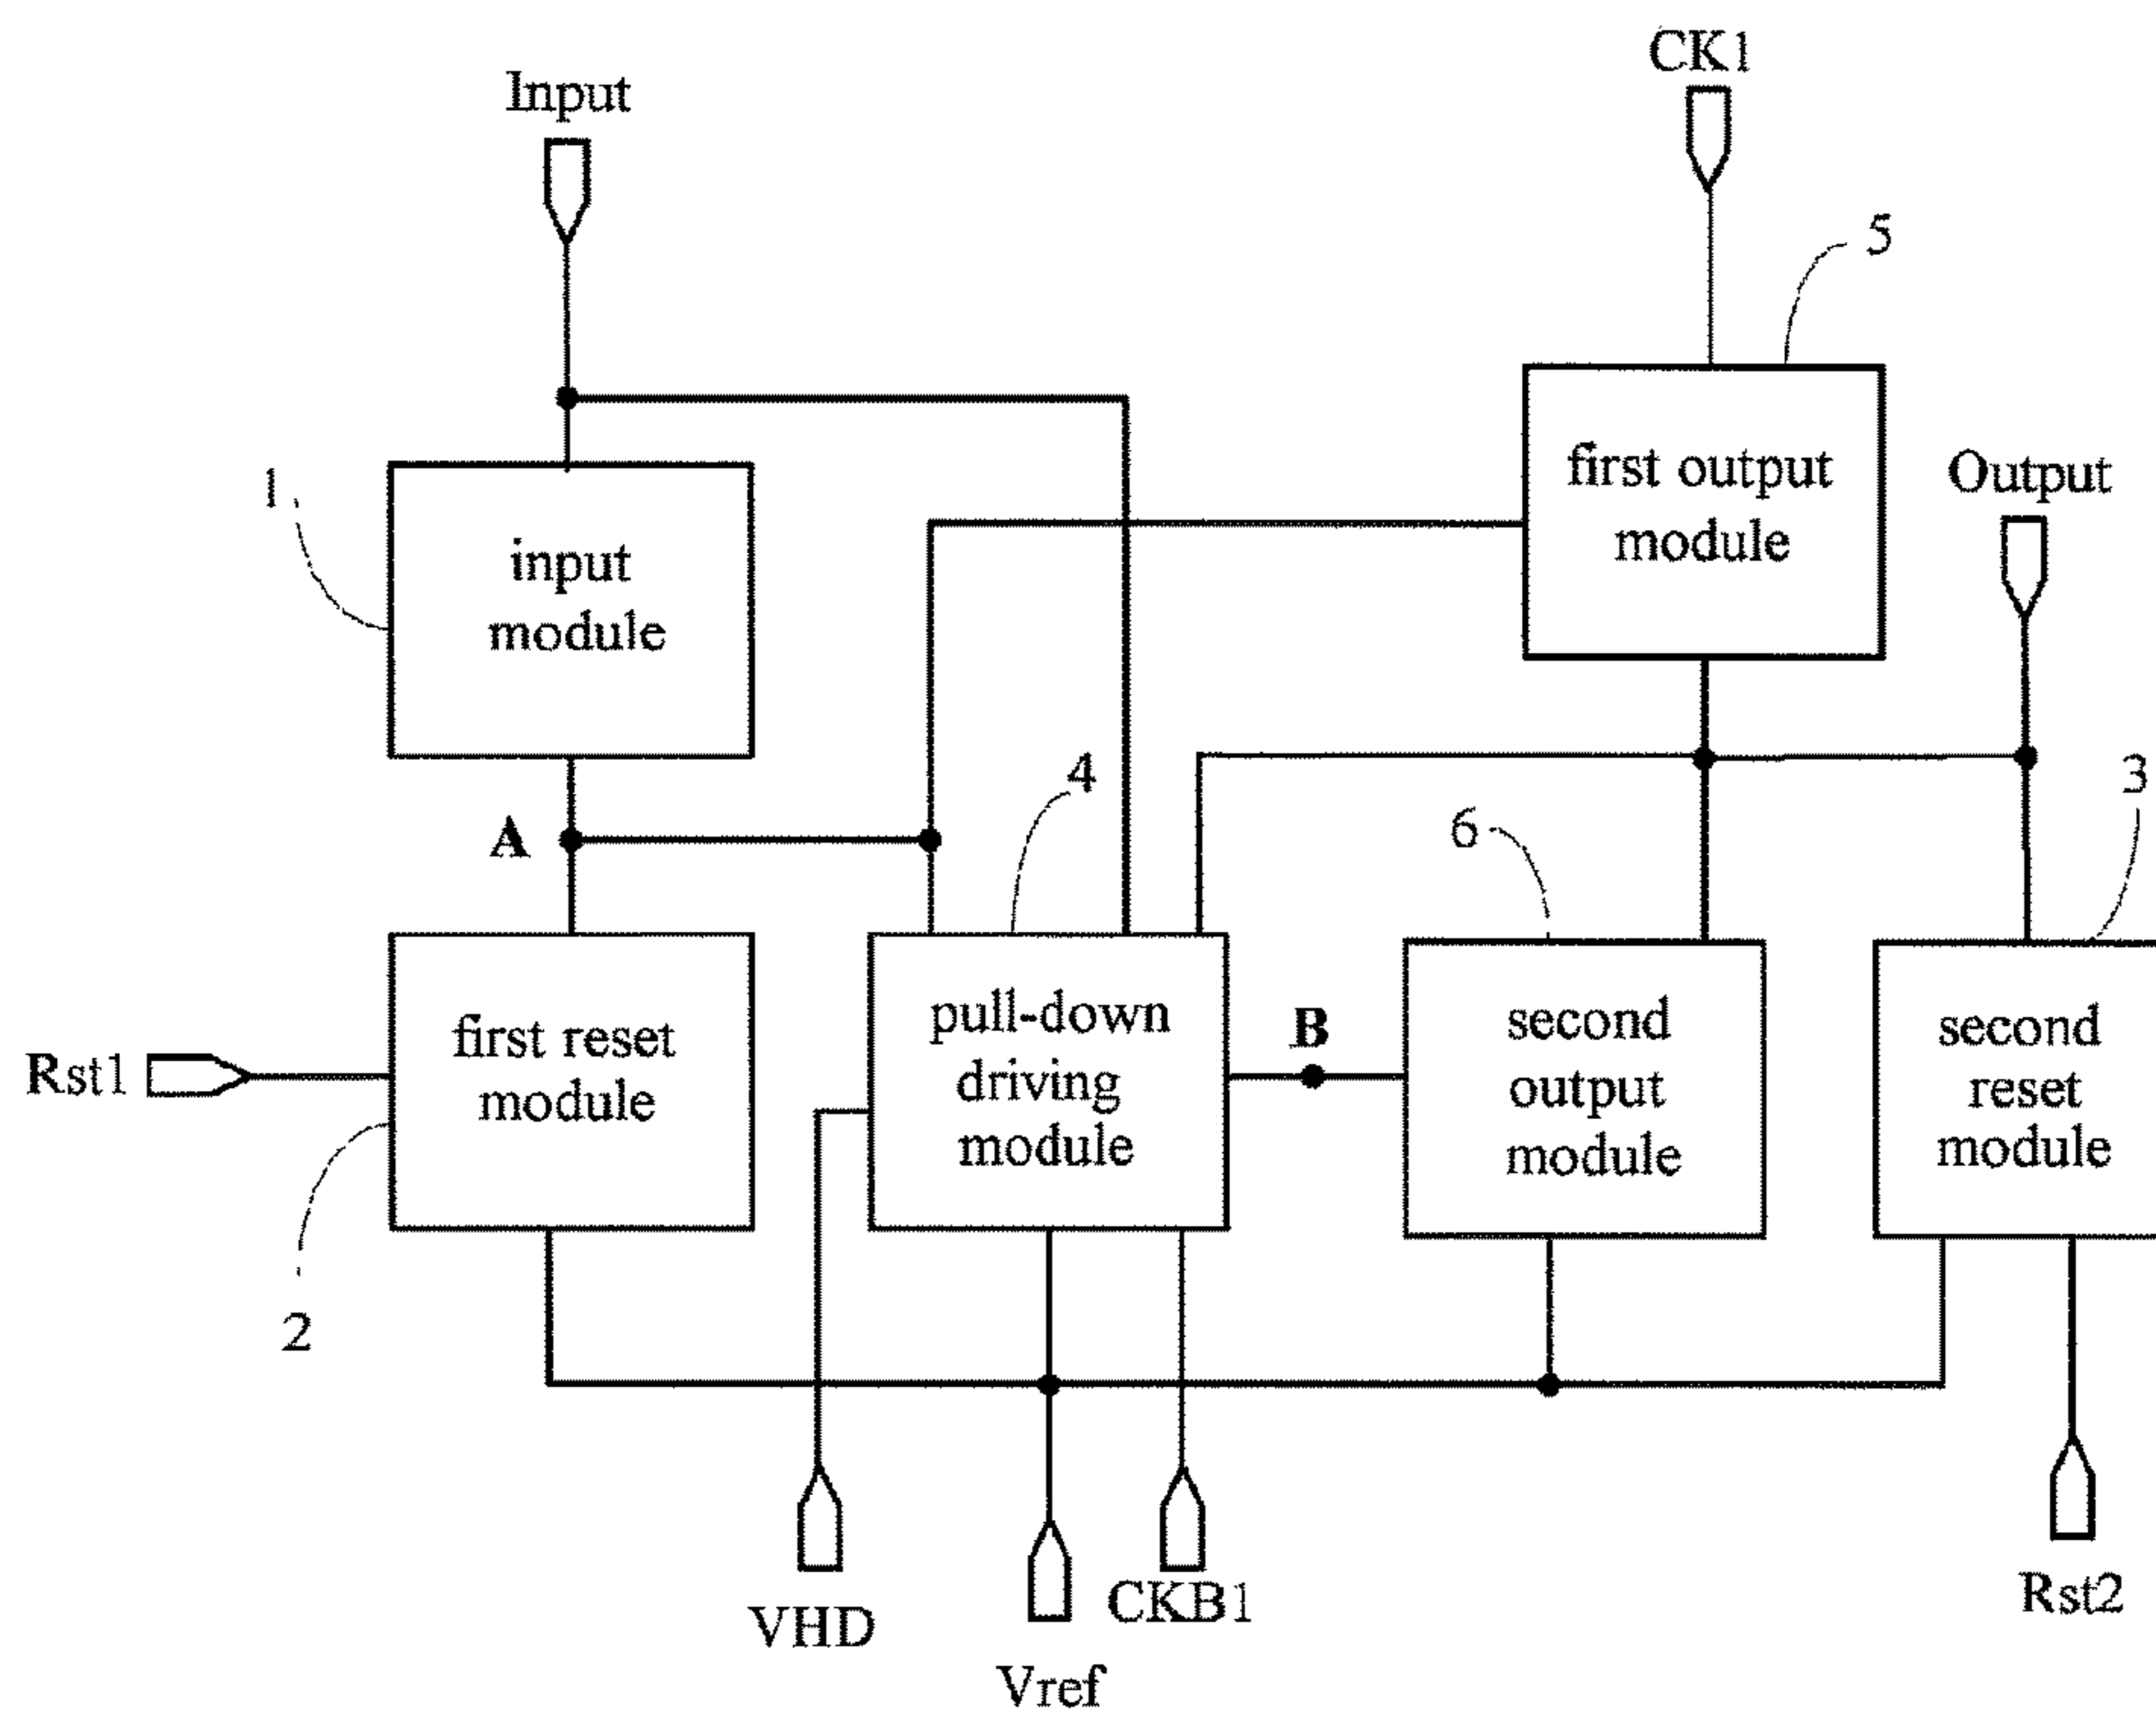 CK1
Input
5
first output
module
Output
1
input
module
4
3
6
A
first reset
module
pull-down
driving
module
B
second
output
module
second
reset
module
Rst1
2
VHD
Vref
CKB1
Rst2